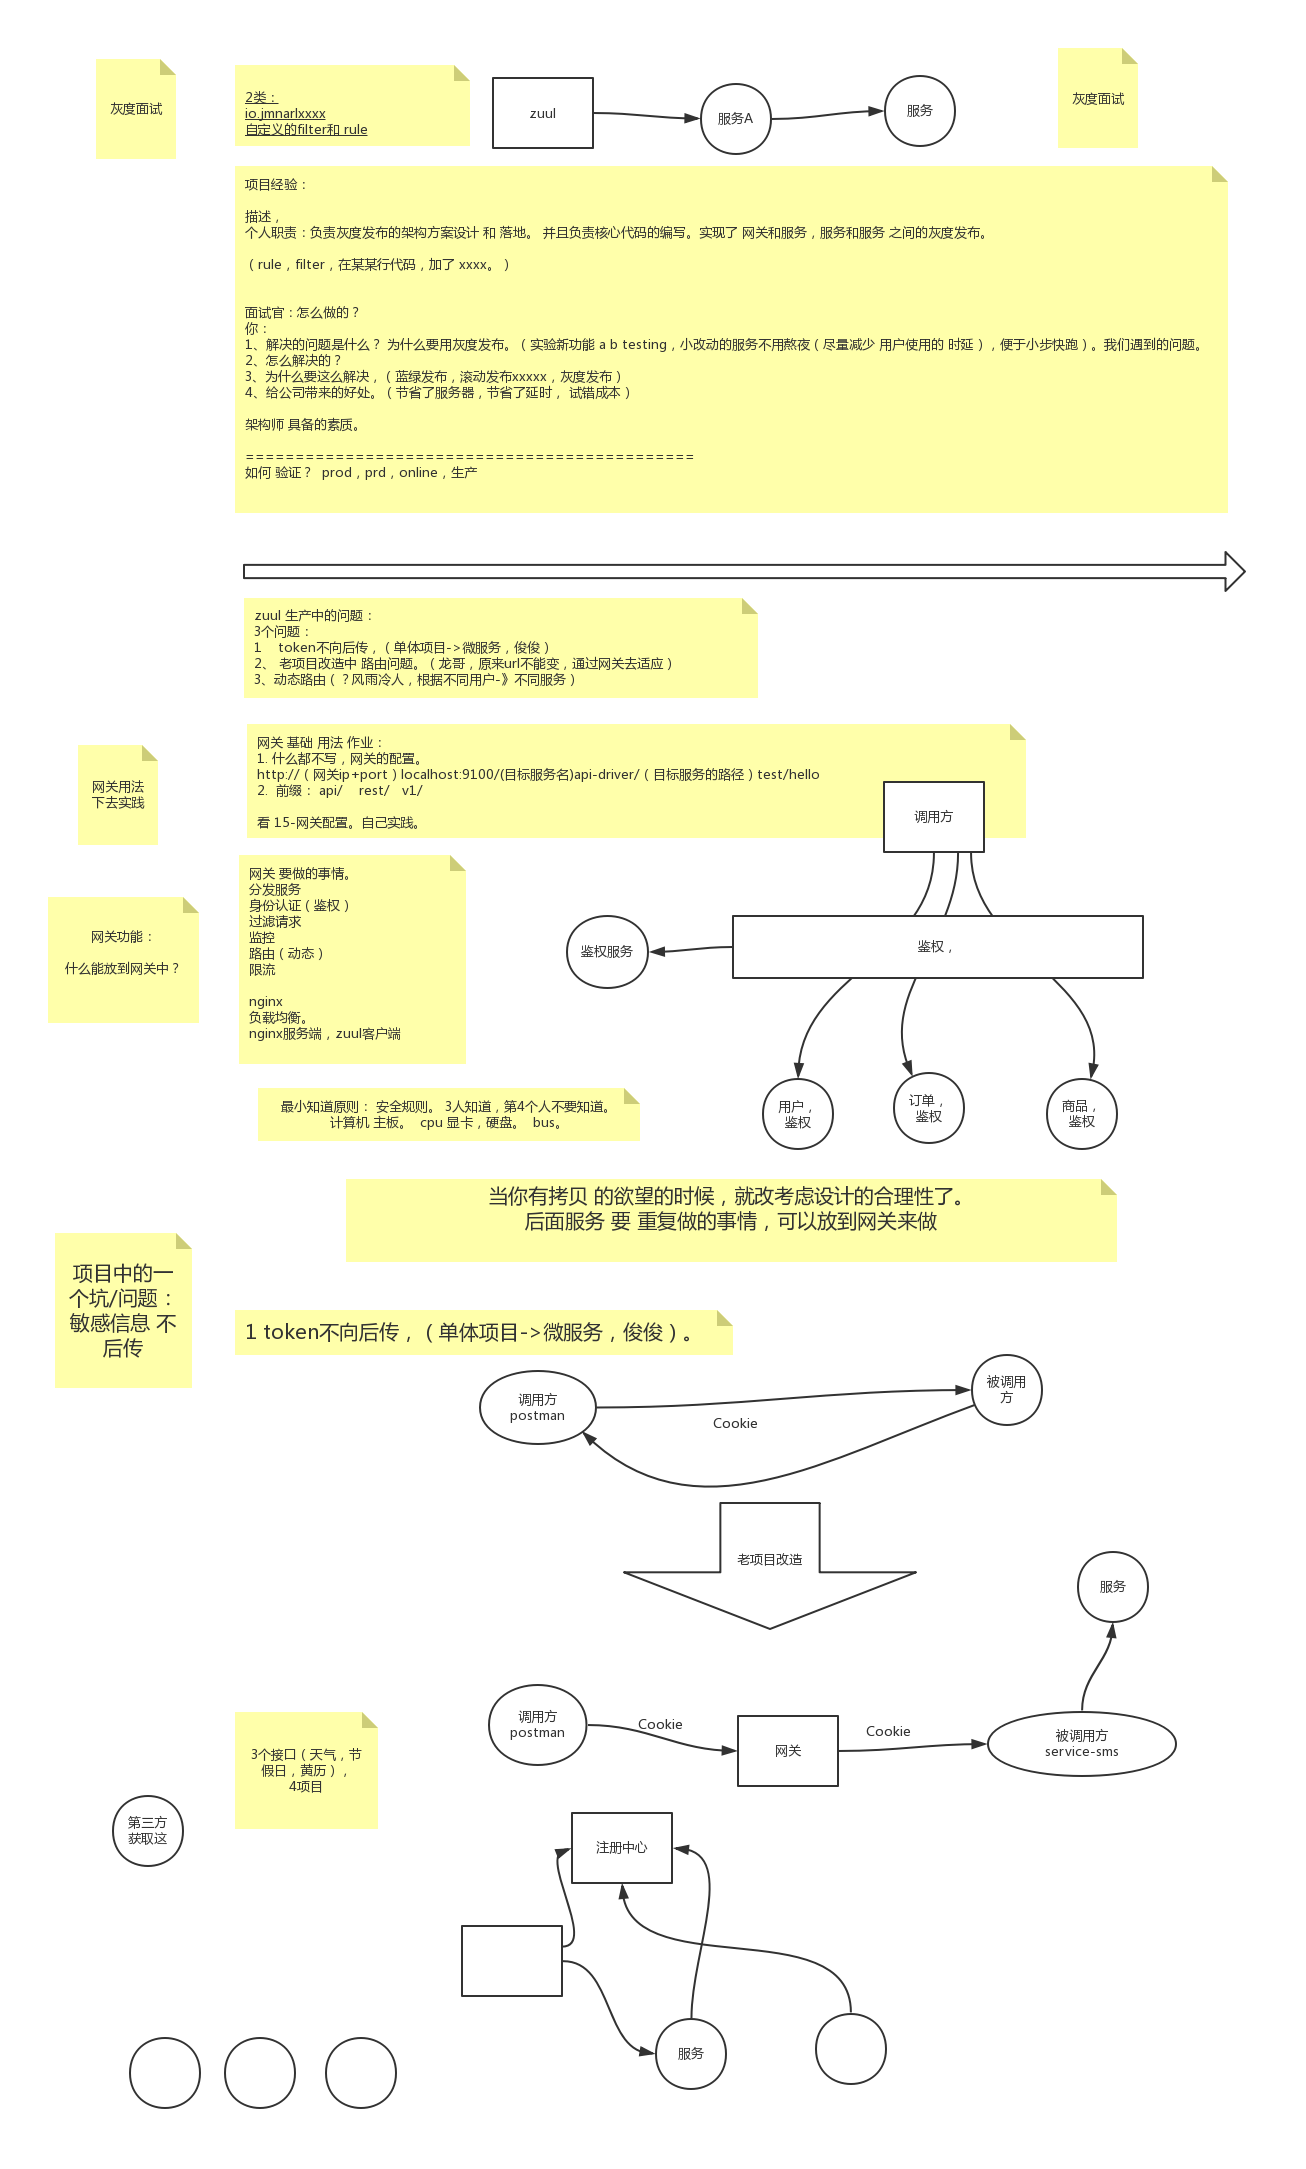 灰度面试
2类：
io.jmnarlxxxx
自定义的filter和 rule
zuul
服务A
服务
灰度面试
项目经验：
描述，
个人职责：负责灰度发布的架构方案设计 和 落地。 并且负责核心代码的编写。实现了 网关和服务，服务和服务 之间的灰度发布。
（rule，filter，在某某行代码，加了 xxxx。）
面试官：怎么做的？
你：
1、解决的问题是什么？ 为什么要用灰度发布。（实验新功能 a b testing，小改动的服务不用熬夜（尽量减少 用户使用的 时延），便于小步快跑）。我们遇到的问题。
2、怎么解决的？
3、为什么要这么解决，（蓝绿发布，滚动发布xxxxx，灰度发布）
4、给公司带来的好处。（节省了服务器，节省了延时， 试错成本）
架构师 具备的素质。
=============================================
如何 验证？ prod，prd，online，生产
zuul 生产中的问题：
3个问题：
1 token不向后传，（单体项目->微服务，俊俊）
2、 老项目改造中 路由问题。（龙哥，原来url不能变，通过网关去适应）
3、动态路由（？风雨冷人，根据不同用户-》不同服务）
网关用法
下去实践
网关 基础 用法 作业：
1. 什么都不写，网关的配置。
http://（网关ip+port）localhost:9100/(目标服务名)api-driver/（目标服务的路径）test/hello
2. 前缀： api/ rest/ v1/
看 15-网关配置。自己实践。
调用方
网关功能：
什么能放到网关中？
网关 要做的事情。
分发服务
身份认证（鉴权）
过滤请求
监控
路由（动态）
限流
nginx
负载均衡。
nginx服务端，zuul客户端
鉴权服务
鉴权，
用户，
鉴权
订单，
鉴权
商品，
鉴权
最小知道原则： 安全规则。 3人知道，第4个人不要知道。
计算机 主板。 cpu 显卡，硬盘。 bus。
当你有拷贝 的欲望的时候，就改考虑设计的合理性了。
后面服务 要 重复做的事情，可以放到网关来做
项目中的一
个坑/问题：
敏感信息 不
后传
1 token不向后传，（单体项目->微服务，俊俊）。
调用方
postman
Cookie
被调用
方
老项目改造
服务
调用方
postman
Cookie
网关
Cookie
被调用方
service-sms
3个接口（天气，节
假日，黄历），
4项目
第三方
获取这
注册中心
服务